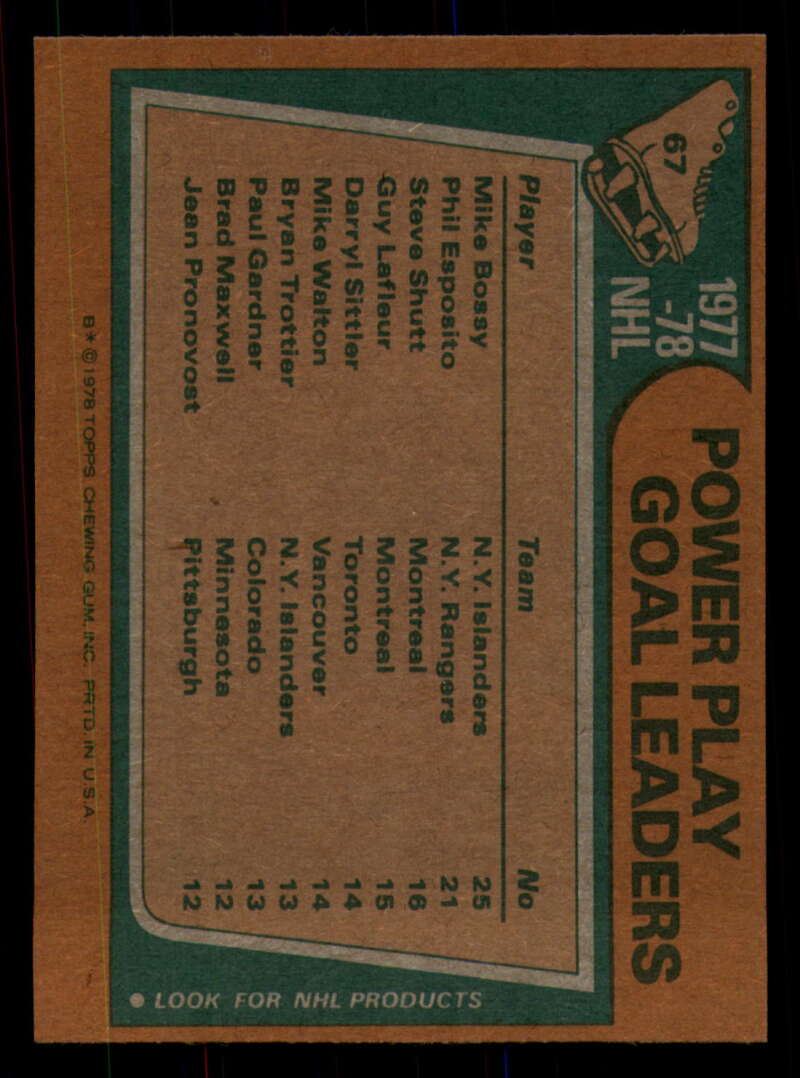 67
1977
-78
NHL
POWER PLAY
GOAL LEADERS
Player Team No
Mike Bossy N.Y. Islanders 25
Phil Esposito N.Y. Rangers 21
Steve Shutt Montreal 16
Guy Lafleur Montreal 15
Darryl Sittler Toronto 14
Mike Walton Vancouver 14
Bryan Trottier N.Y. Islanders 13
Paul Gardner Colorado 13
Brad Maxwell Minnesota 12
Jean Pronovost Pittsburgh 12
● LOOK FOR NHL PRODUCTS
B* ©1978 TOPPS CHEWING GUM, INC. PRTD. IN U.S.A.